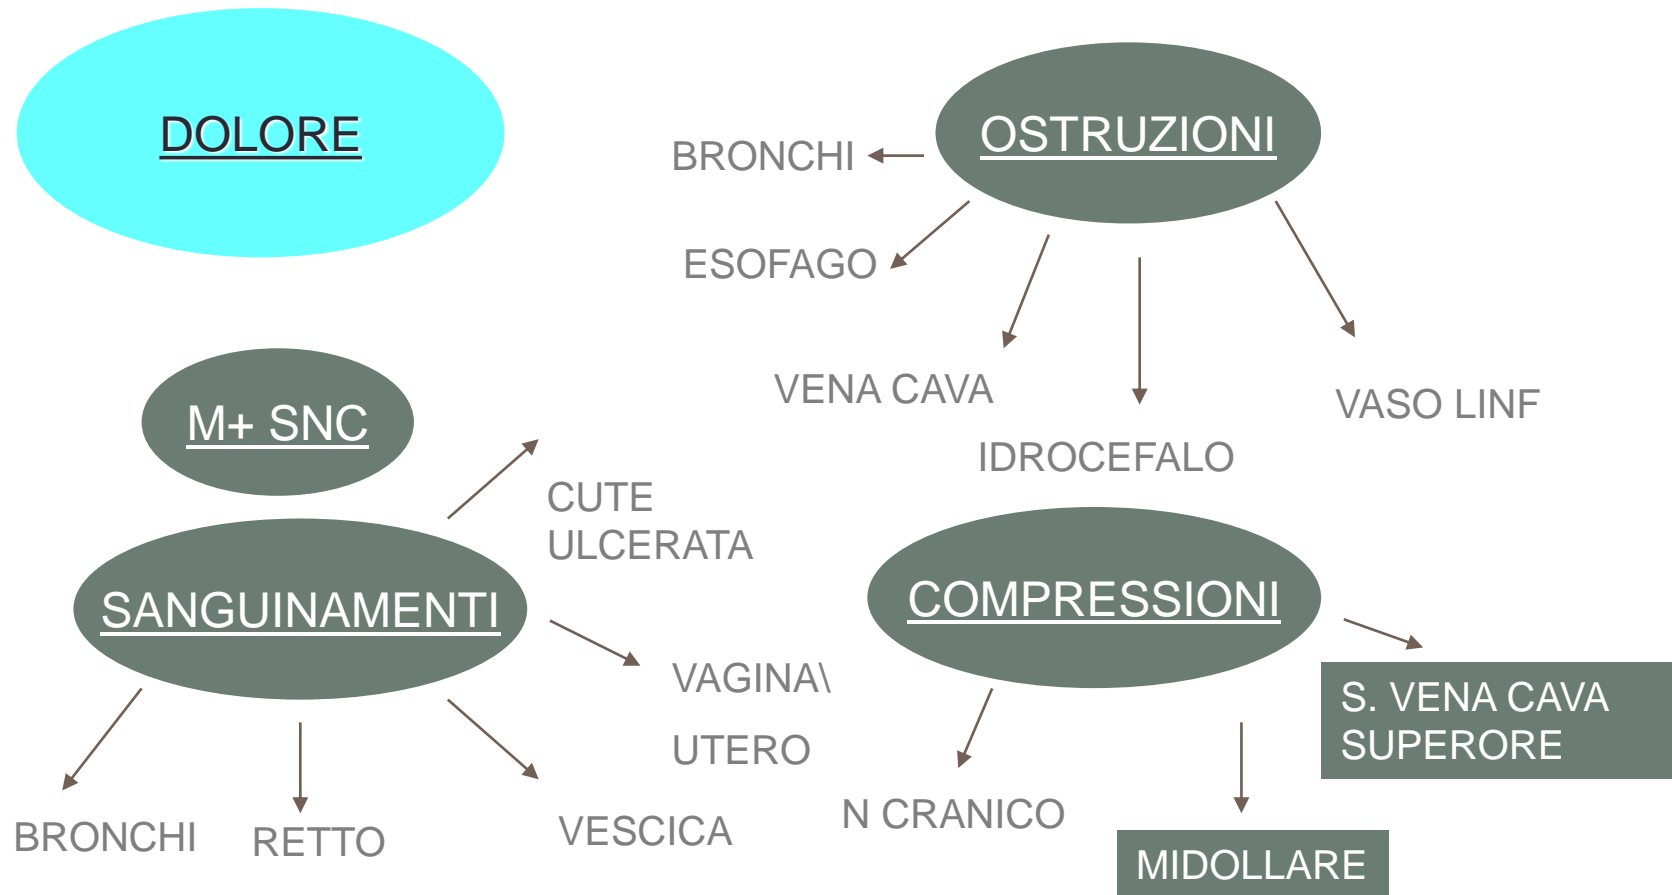 DOLORE
OSTRUZIONI
BRONCHI
ESOFAGO
VENA CAVA
IDROCEFALO
VASO LINF
M+ SNC
SANGUINAMENTI
CUTE
ULCERATA
VAGINA\
UTERO
VESCICA
RETTO
BRONCHI
COMPRESSIONI
S. VENA CAVA
SUPERORE
N CRANICO
MIDOLLARE